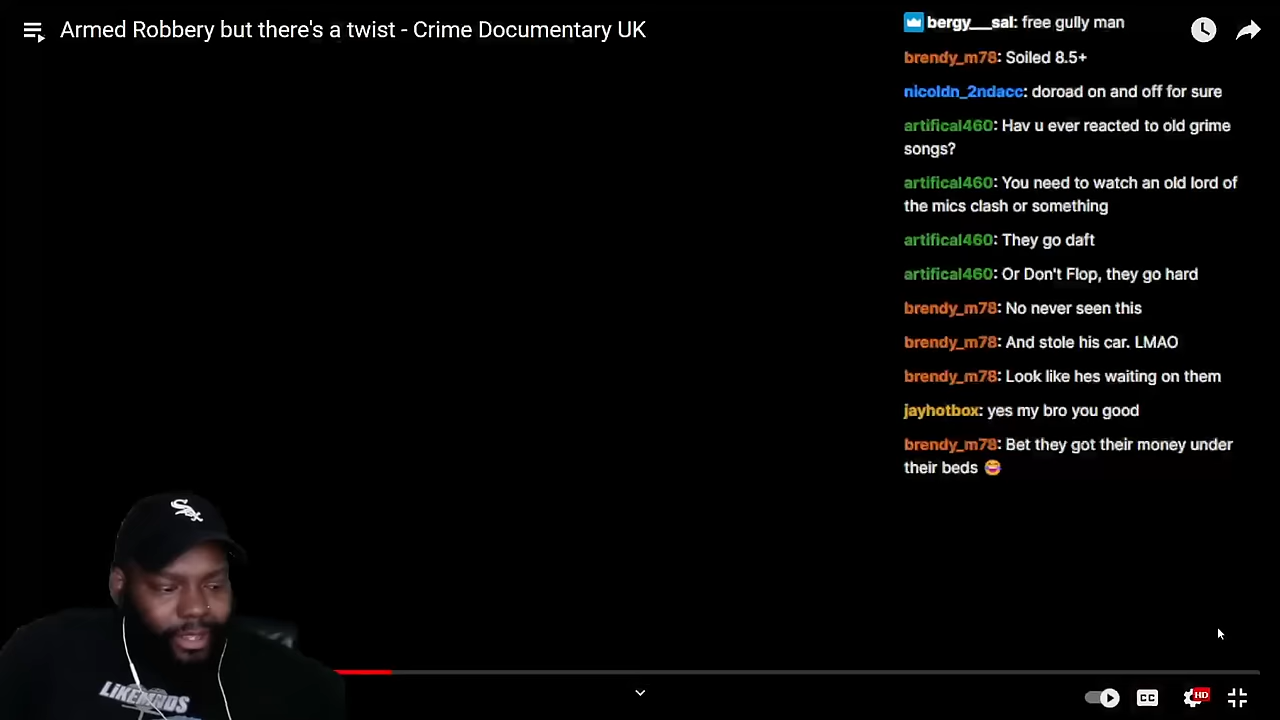 Armed Robbery but there's a twist - Crime Documentary UK
bergy___sal: free gully man
brendy_m78: Soiled 8.5+
nicoldn_2ndacc: doroad on and off for sure
artifical460: Hav u ever reacted to old grime
songs?
artifical460: You need to watch an old lord of
the mics clash or something
artifical460: They go daft
artifical460: Or Don't Flop, they go hard
brendy_m78: No never seen this
brendy_m78: And stole his car. LMAO
brendy_m78: Look like hes waiting on them
jayhotbox: yes my bro you good
brendy_m78: Bet they got their money under
their beds 😆
SOX
LIKEMINDS
CC
HD